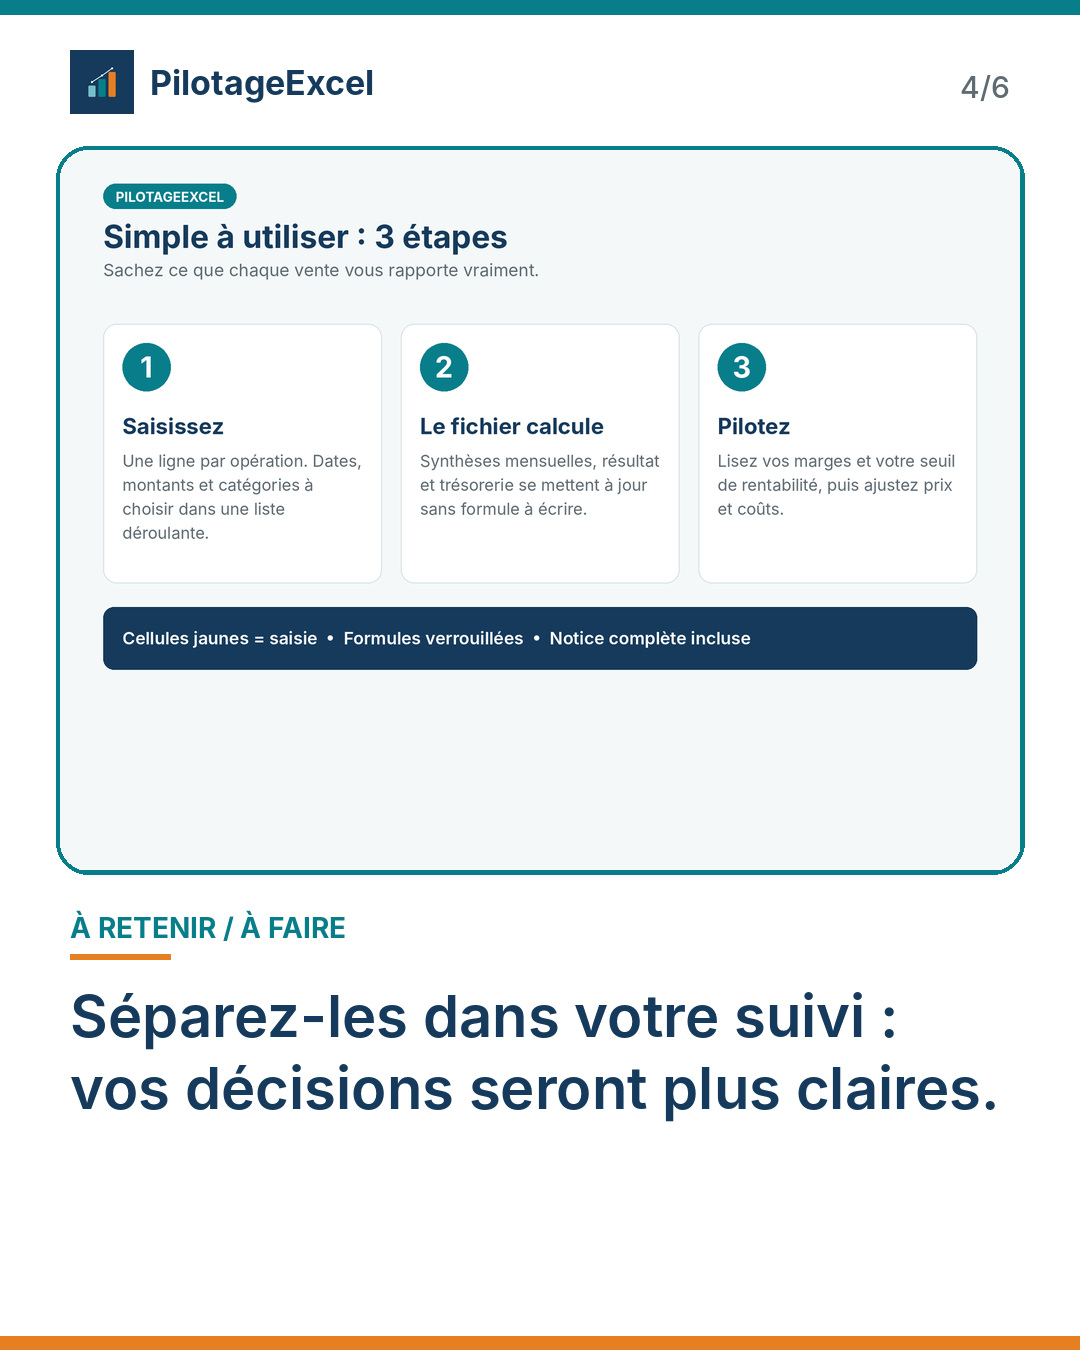 PilotageExcel
4/6
PILOTAGEEXCEL
Simple à utiliser : 3 étapes
Sachez ce que chaque vente vous rapporte vraiment.
1
Saisissez
Une ligne par opération. Dates,
montants et catégories à
choisir dans une liste
déroulante.
2
Le fichier calcule
Synthèses mensuelles, résultat
et trésorerie se mettent à jour
sans formule à écrire.
3
Pilotez
Lisez vos marges et votre seuil
de rentabilité, puis ajustez prix
et coûts.
Cellules jaunes = saisie • Formules verrouillées • Notice complète incluse
À RETENIR / À FAIRE
Séparez-les dans votre suivi :
vos décisions seront plus claires.